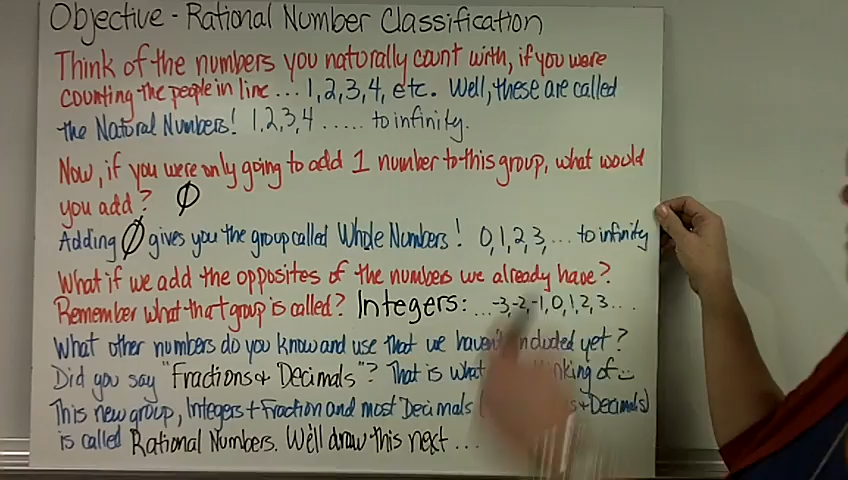 Objective - Rational Number Classification
Think of the numbers you naturally count with, if you were
counting the people in line ... 1, 2, 3, 4, etc. Well, these are called
the Natural Numbers! 1, 2, 3, 4 ...... to infinity.
Now, if you were only going to add 1 number to this group, what would
you add? Ø
Adding Ø gives you the group called Whole Numbers! 0, 1, 2, 3, ... to infinity
What if we add the opposites of the numbers we already have?
Remember what that group is called? Integers: ... -3, -2, -1, 0, 1, 2, 3 ...
What other numbers do you know and use that we haven't included yet?
Did you say "Fractions + Decimals"? That is what of
This new group, Integers + Fraction and most Decimals ( + Decimals)
is called Rational Numbers. We'll draw this next ...